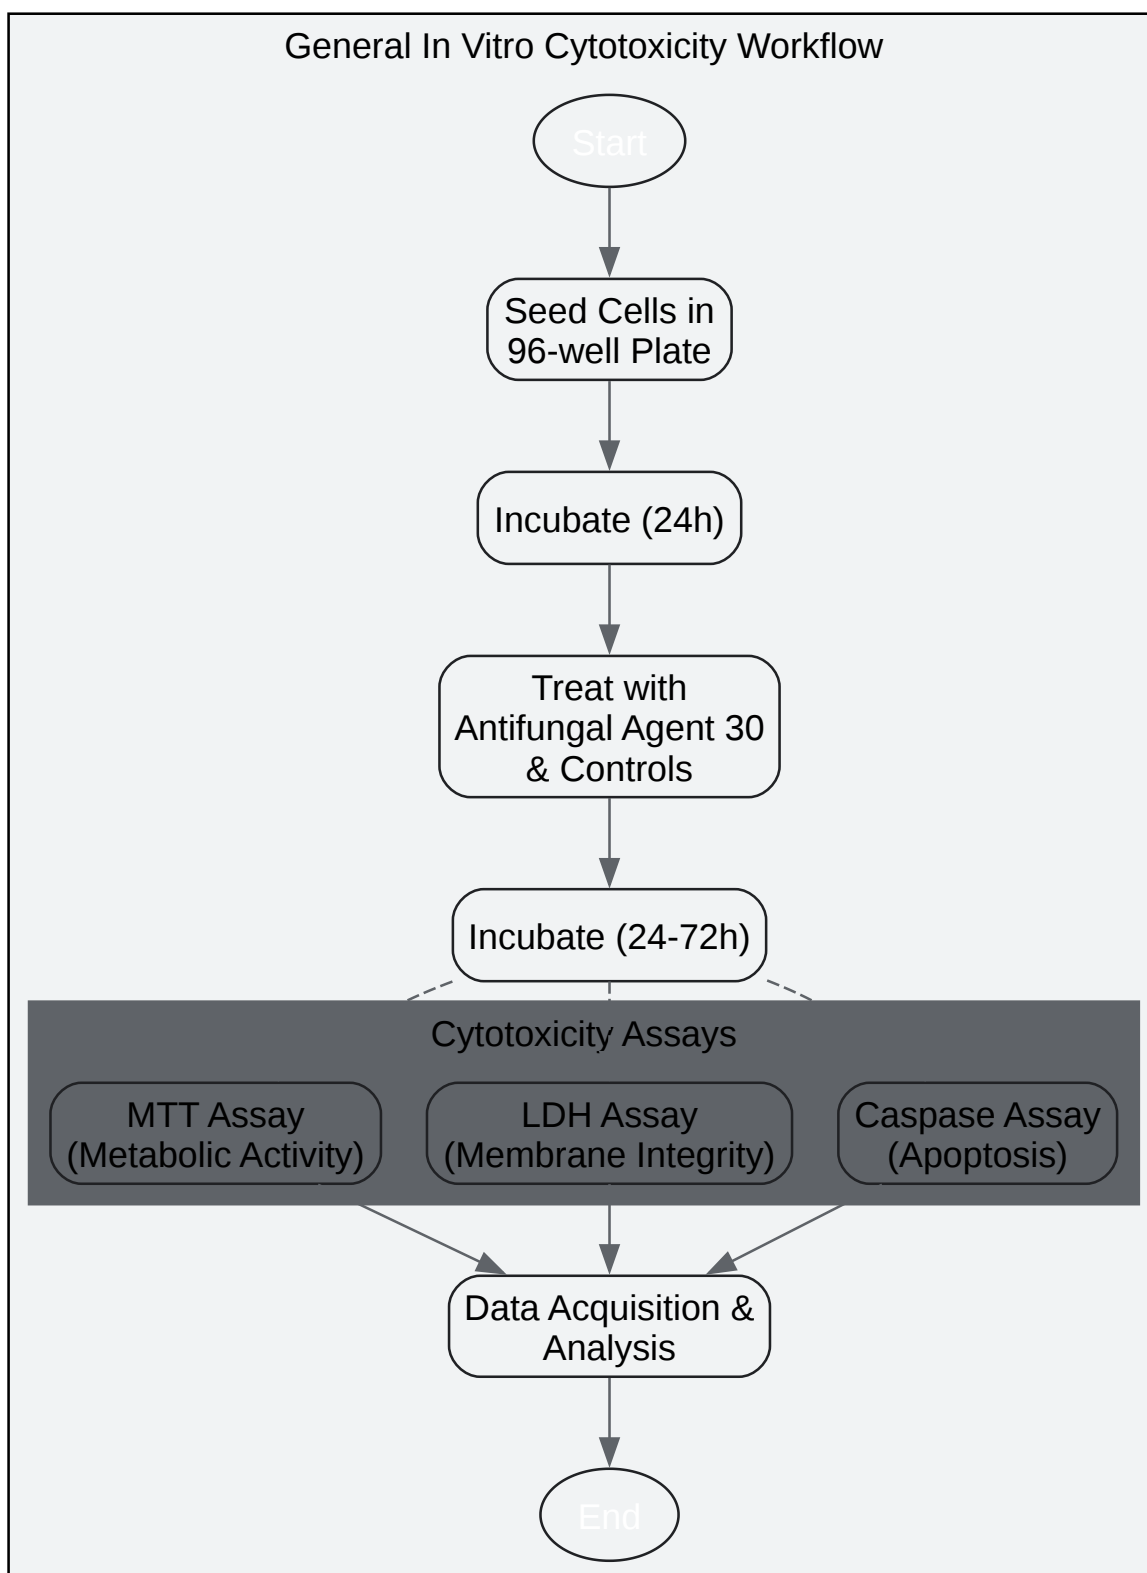 General In Vitro Cytotoxicity Workflow
Start
Seed Cells in
96-well Plate
Incubate (24h)
Treat with
Antifungal Agent 30
& Controls
Incubate (24-72h)
Cytotoxicity Assays
MTT Assay
(Metabolic Activity)
LDH Assay
(Membrane Integrity)
Caspase Assay
(Apoptosis)
Data Acquisition &
Analysis
End